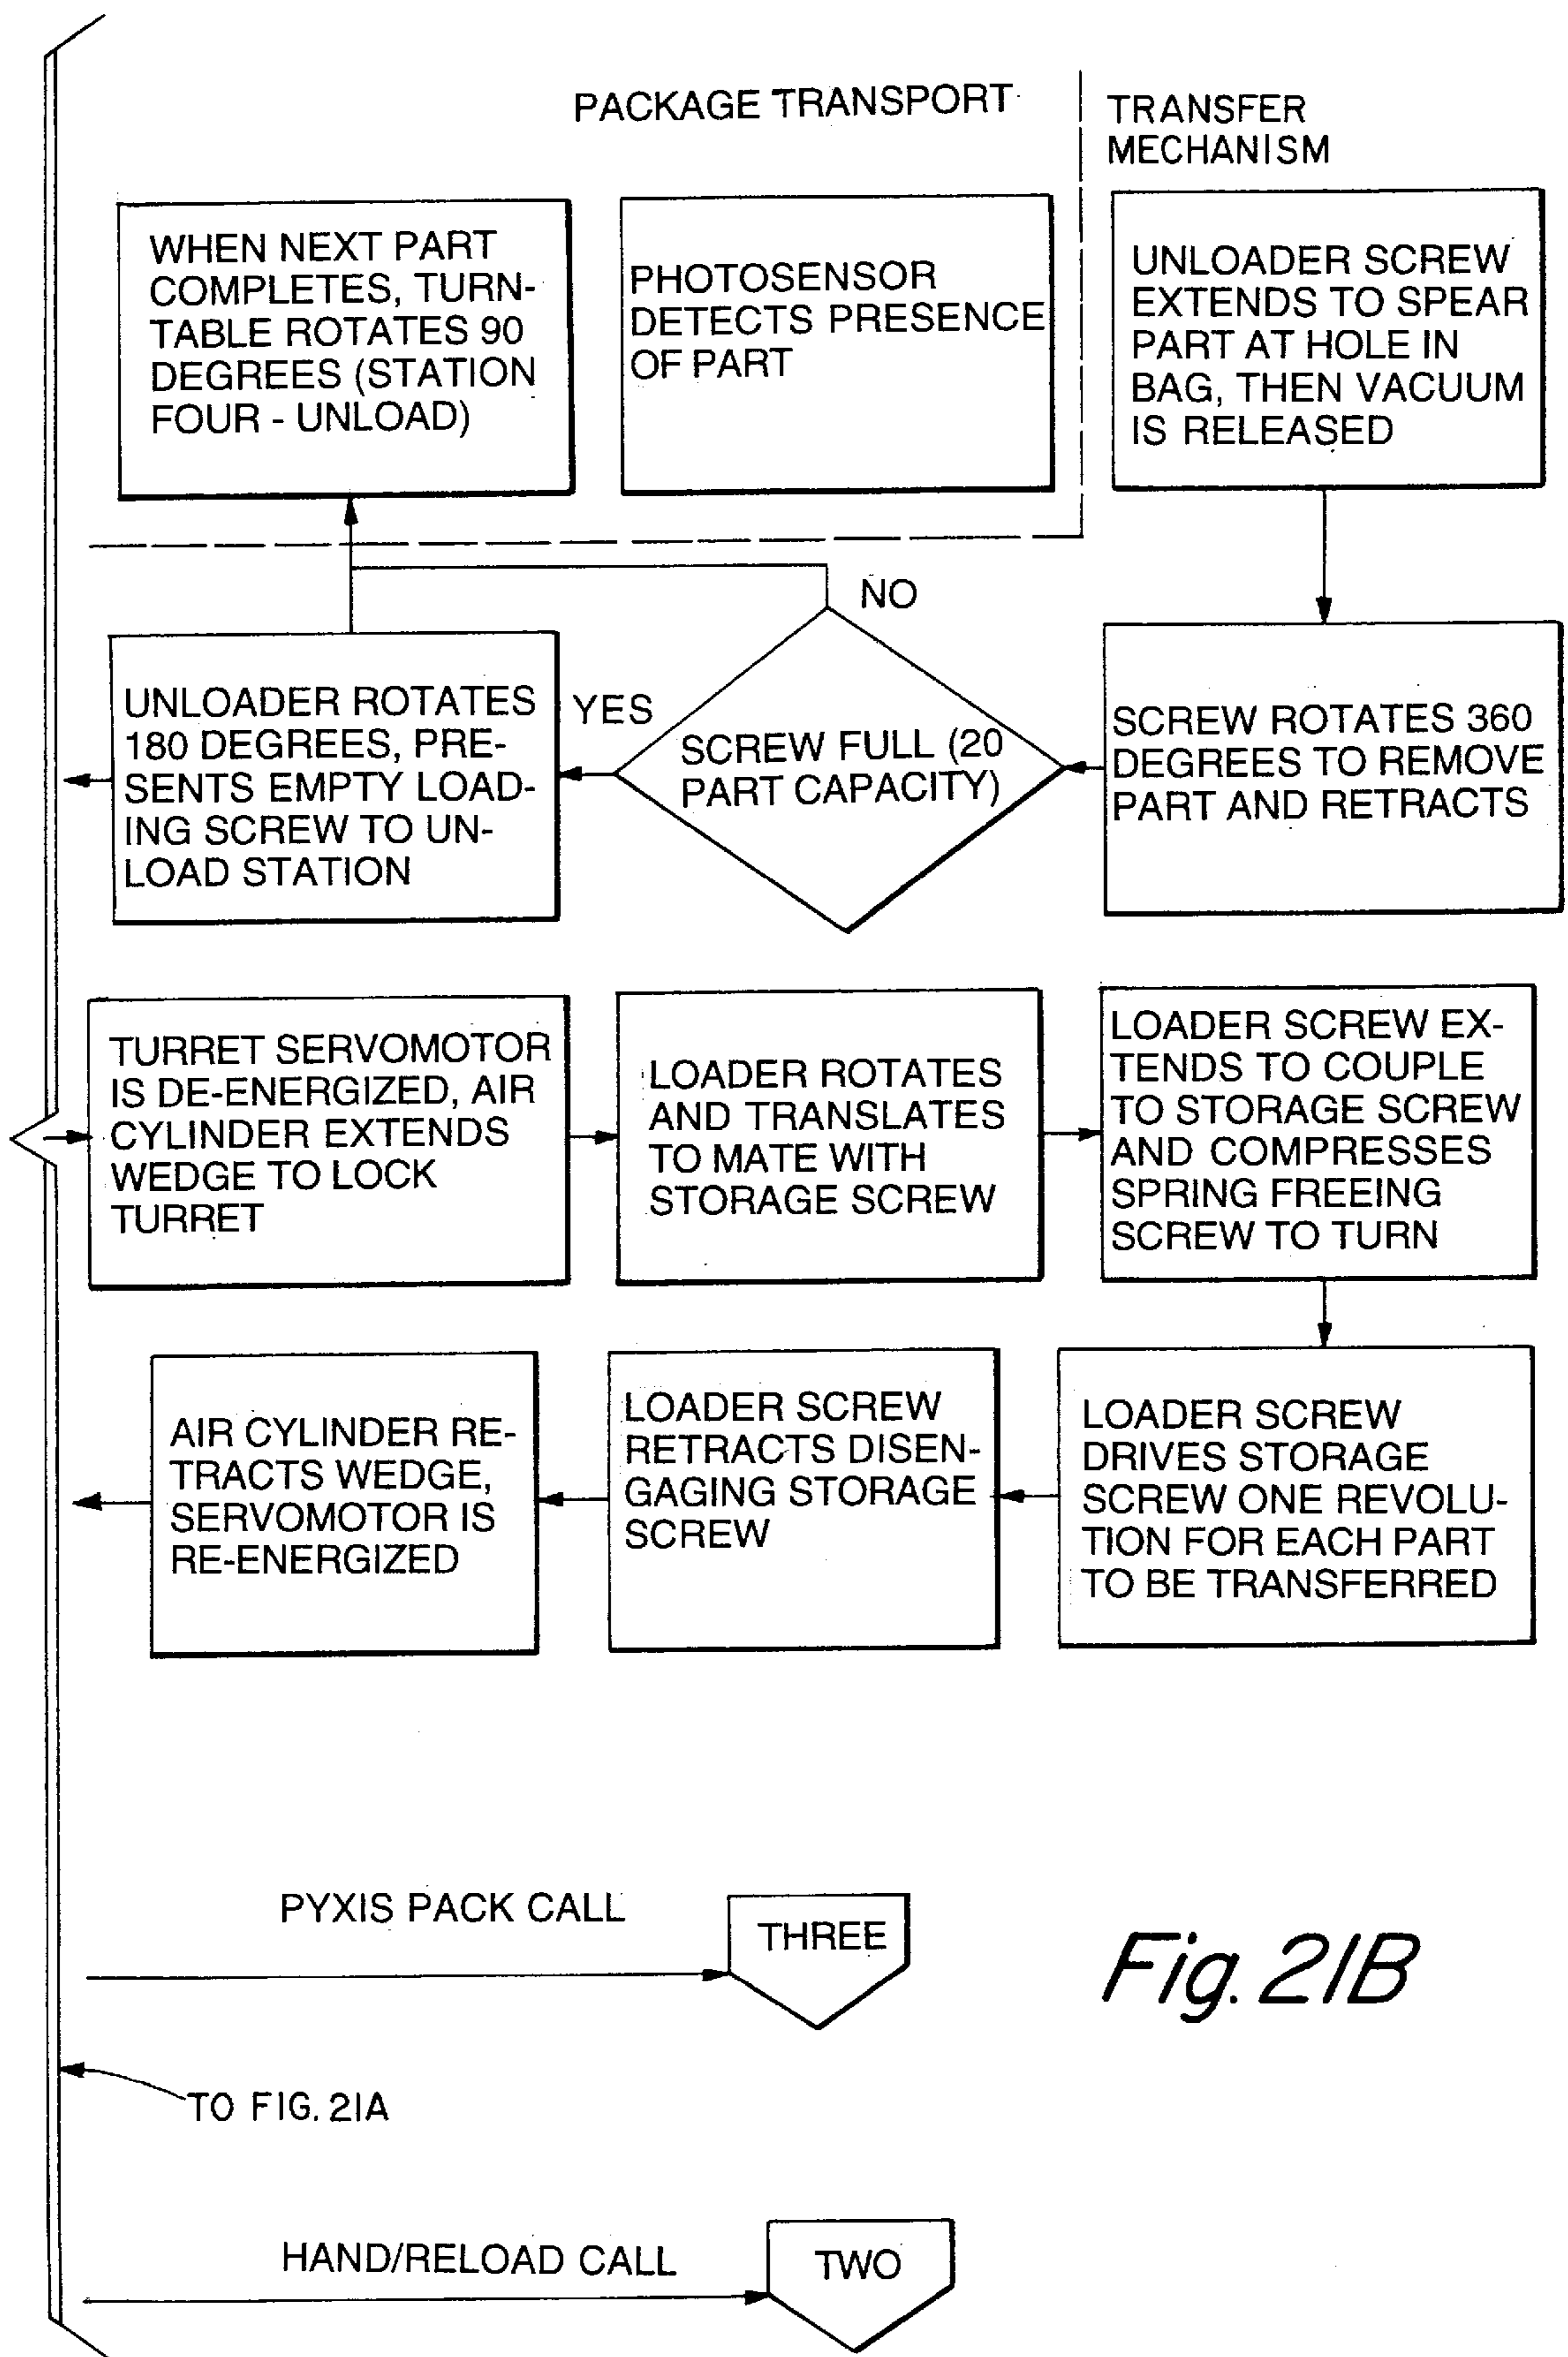 PACKAGE TRANSPORT
TRANSFER
MECHANISM
WHEN NEXT PART
COMPLETES, TURN-
TABLE ROTATES 90
DEGREES (STATION
FOUR - UNLOAD)
PHOTOSENSOR
DETECTS PRESENCE
OF PART
UNLOADER SCREW
EXTENDS TO SPEAR
PART AT HOLE IN
BAG, THEN VACUUM
IS RELEASED
NO
UNLOADER ROTATES
180 DEGREES, PRE-
SENTS EMPTY LOAD-
ING SCREW TO UN-
LOAD STATION
YES
SCREW FULL (20
PART CAPACITY)
SCREW ROTATES 360
DEGREES TO REMOVE
PART AND RETRACTS
TURRET SERVOMOTOR
IS DE-ENERGIZED, AIR
CYLINDER EXTENDS
WEDGE TO LOCK
TURRET
LOADER ROTATES
AND TRANSLATES
TO MATE WITH
STORAGE SCREW
LOADER SCREW EX-
TENDS TO COUPLE
TO STORAGE SCREW
AND COMPRESSES
SPRING FREEING
SCREW TO TURN
AIR CYLINDER RE-
TRACTS WEDGE,
SERVOMOTOR IS
RE-ENERGIZED
LOADER SCREW
RETRACTS DISEN-
GAGING STORAGE
SCREW
LOADER SCREW
DRIVES STORAGE
SCREW ONE REVOLU-
TION FOR EACH PART
TO BE TRANSFERRED
PYXIS PACK CALL
THREE
Fig. 21B
TO FIG. 21A
HAND/RELOAD CALL
TWO